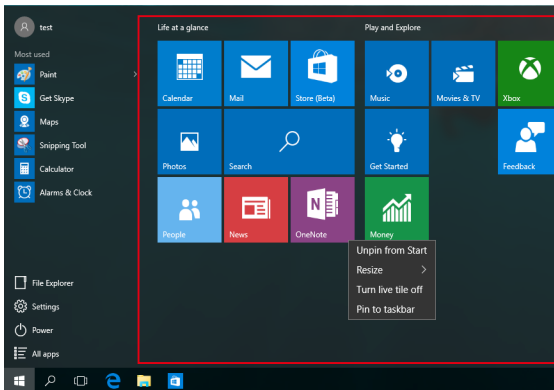 test
Most used
Paint
Get Skype
Maps
Snipping Tool
Calculator
Alarms & Clock
File Explorer
Settings
Power
All apps
Life at a glance
Play and Explore
Calendar
Mail
Store (Beta)
Music
Movies & TV
Xbox
Photos
Search
Get Started
Feedback
People
News
OneNote
Money
Unpin from Start
Resize
Turn live tile off
Pin to taskbar